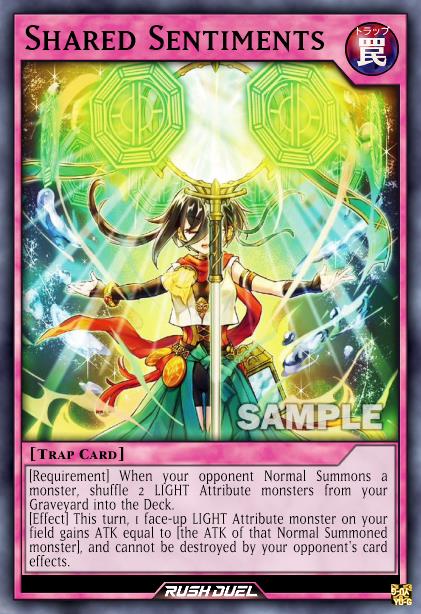 Shared Sentiments
トラップ
罠
SAMPLE
[Trap Card]
[Requirement] When your opponent Normal Summons a
monster, shuffle 2 LIGHT Attribute monsters from your
Graveyard into the Deck.
[Effect] This turn, 1 face-up LIGHT Attribute monster on your
field gains ATK equal to [the ATK of that Normal Summoned
monster], and cannot be destroyed by your opponent's card
effects.
RUSH DUEL